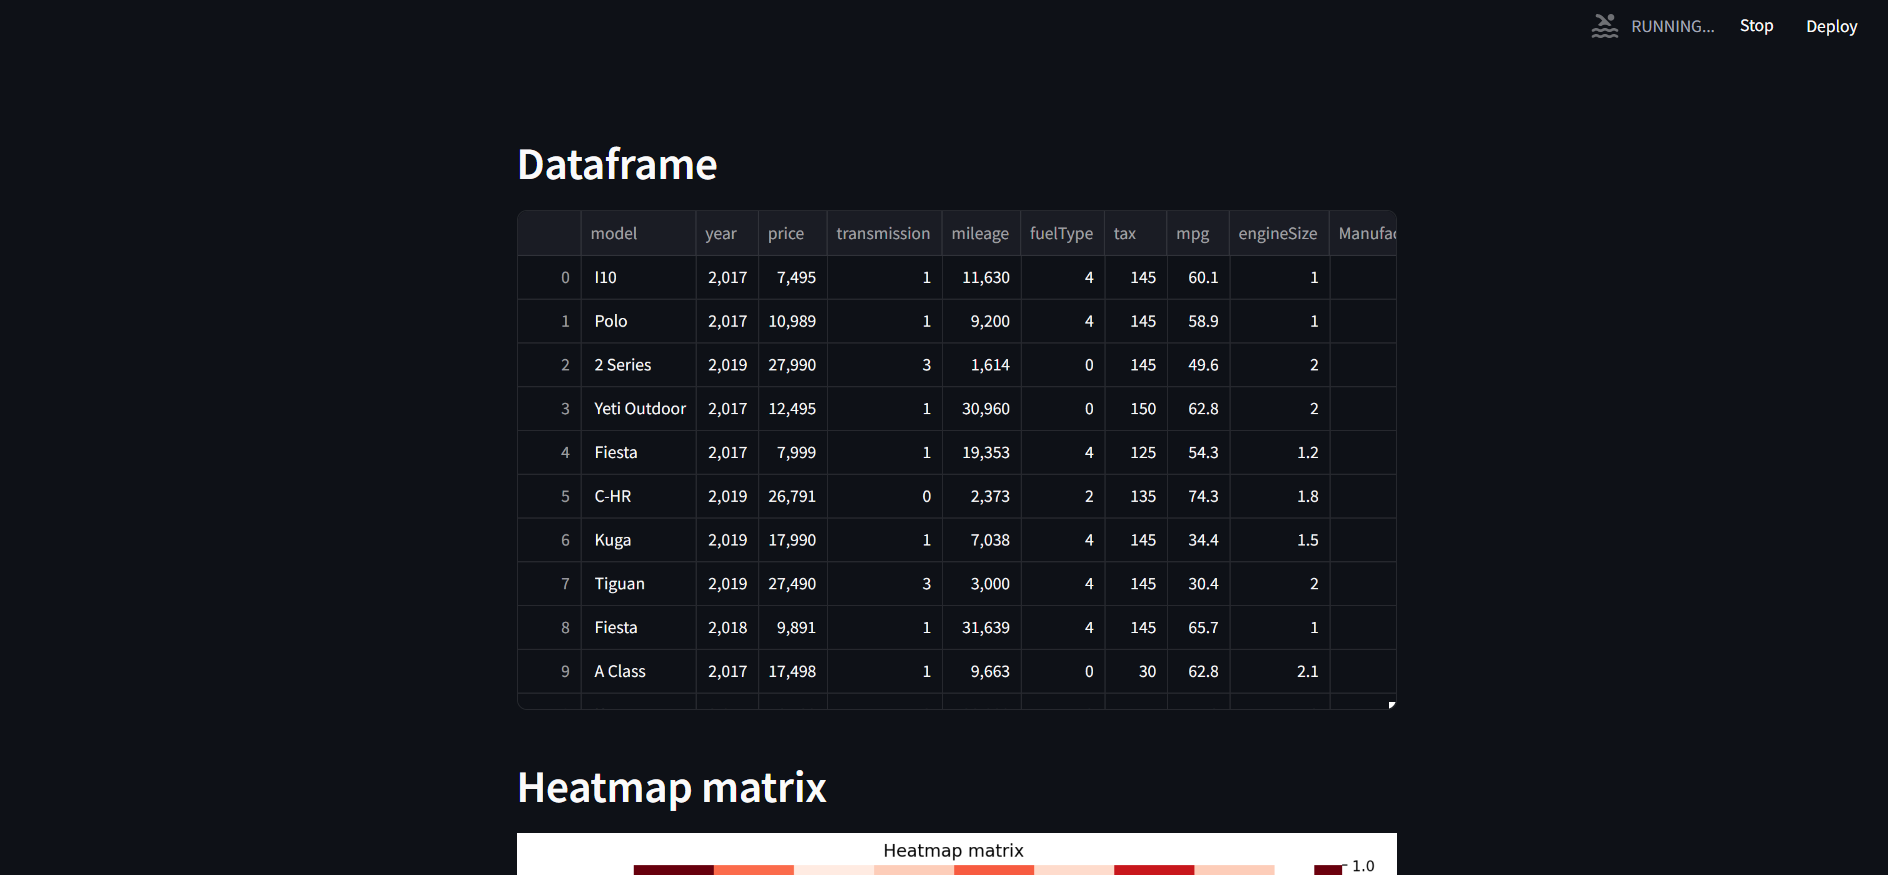 RUNNING... Stop Deploy
Dataframe
model year price transmission mileage fuelType tax mpg engineSize Manufac
0 I10 2,017 7,495 1 11,630 4 145 60.1 1
1 Polo 2,017 10,989 1 9,200 4 145 58.9 1
2 2 Series 2,019 27,990 3 1,614 0 145 49.6 2
3 Yeti Outdoor 2,017 12,495 1 30,960 0 150 62.8 2
4 Fiesta 2,017 7,999 1 19,353 4 125 54.3 1.2
5 C-HR 2,019 26,791 0 2,373 2 135 74.3 1.8
6 Kuga 2,019 17,990 1 7,038 4 145 34.4 1.5
7 Tiguan 2,019 27,490 3 3,000 4 145 30.4 2
8 Fiesta 2,018 9,891 1 31,639 4 145 65.7 1
9 A Class 2,017 17,498 1 9,663 0 30 62.8 2.1
Heatmap matrix
Heatmap matrix
1.0